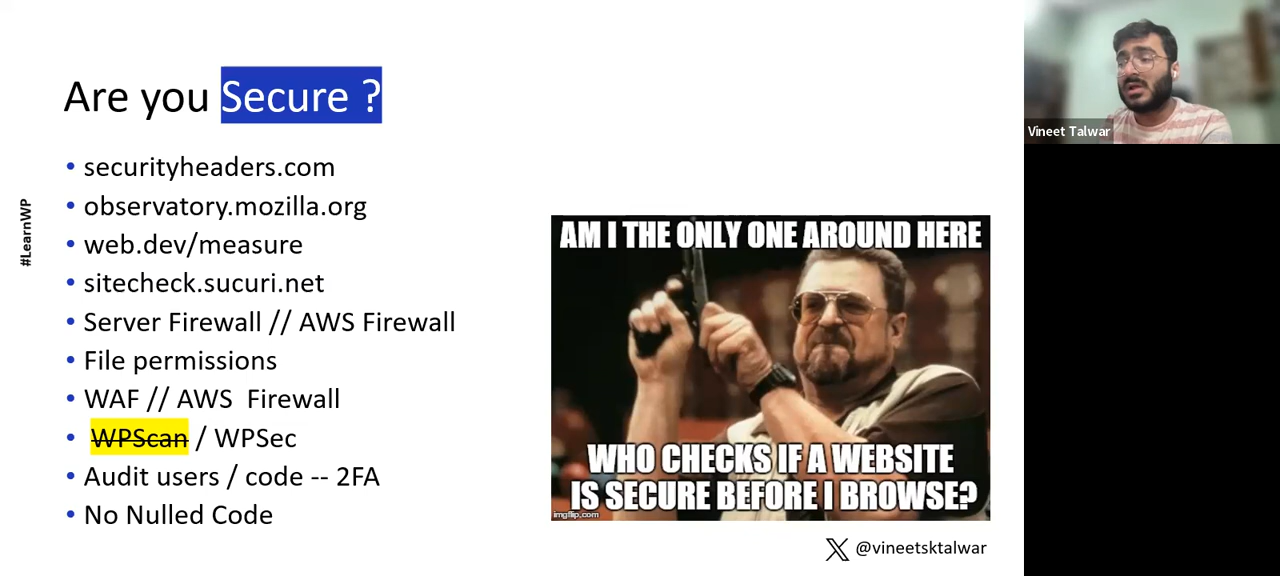 Are you Secure ?
#LearnWP
• securityheaders.com
• observatory.mozilla.org
• web.dev/measure
• sitecheck.sucuri.net
• Server Firewall // AWS Firewall
• File permissions
• WAF // AWS Firewall
• WPScan / WPSec
• Audit users / code -- 2FA
• No Nulled Code
AM I THE ONLY ONE AROUND HERE
WHO CHECKS IF A WEBSITE
IS SECURE BEFORE I BROWSE?
imgflip.com
@vineetsktalwar
Vineet Talwar